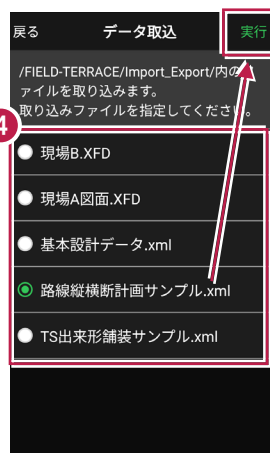 戻る データ取込 実行
/FIELD-TERRACE/Import_Export/内の
ァイルを取り込みます。
取り込みファイルを指定してください。
4
現場B.XFD
現場A図面.XFD
基本設計データ.xml
路線縦横断計画サンプル.xml
TS出来形舗装サンプル.xml